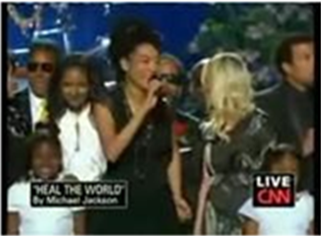 "HEAL THE WORLD"
By Michael Jackson
LIVE
CNN